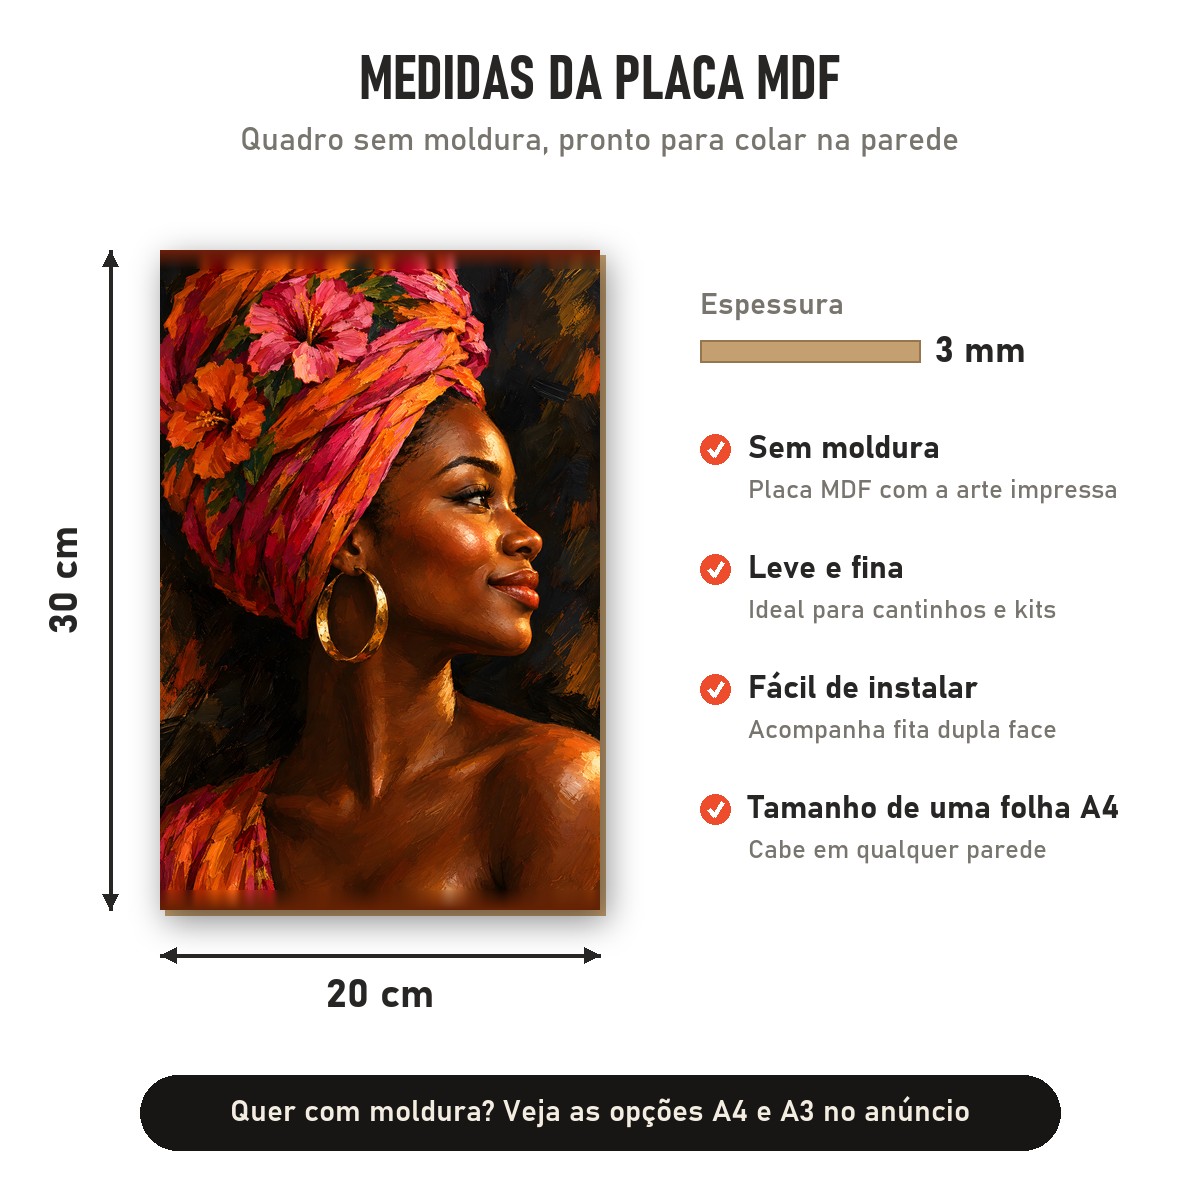 MEDIDAS DA PLACA MDF
Quadro sem moldura, pronto para colar na parede
Espessura
3 mm
Sem moldura
Placa MDF com a arte impressa
Leve e fina
Ideal para cantinhos e kits
Fácil de instalar
Acompanha fita dupla face
Tamanho de uma folha A4
Cabe em qualquer parede
30 cm
20 cm
Quer com moldura? Veja as opções A4 e A3 no anúncio